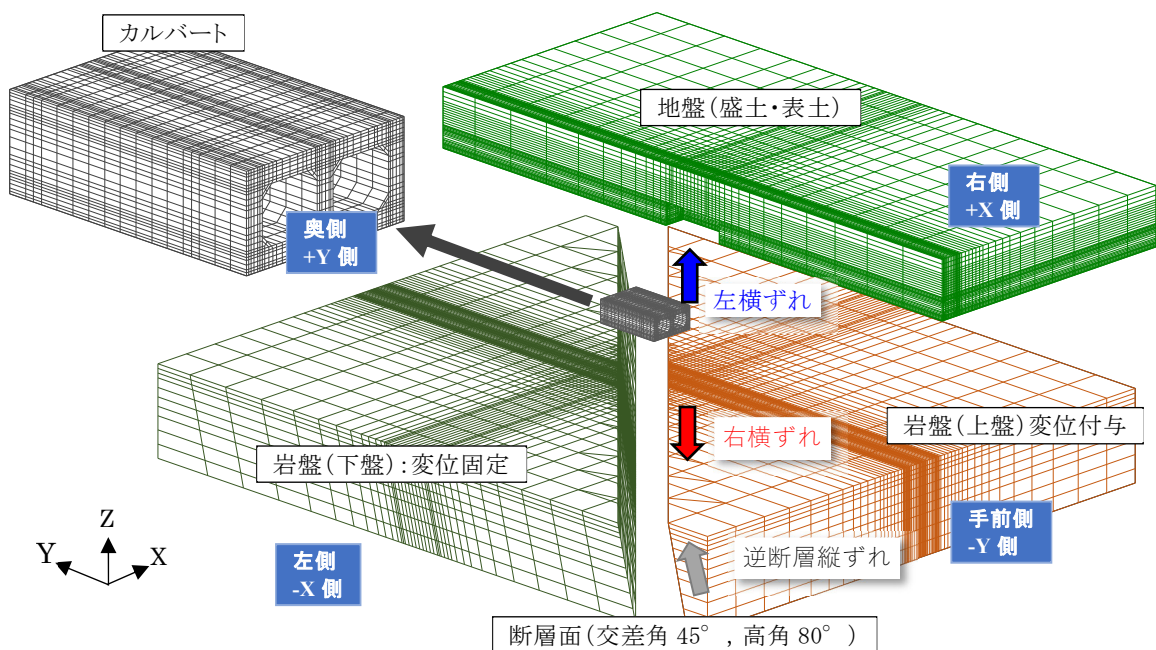 カルバート
地盤(盛土・表土)
右側
+X 側
奥側
+Y 側
左横ずれ
右横ずれ
岩盤(上盤)変位付与
岩盤(下盤):変位固定
手前側
-Y 側
逆断層縦ずれ
左側
-X 側
Z
Y
X
断層面(交差角 45° , 高角 80° )